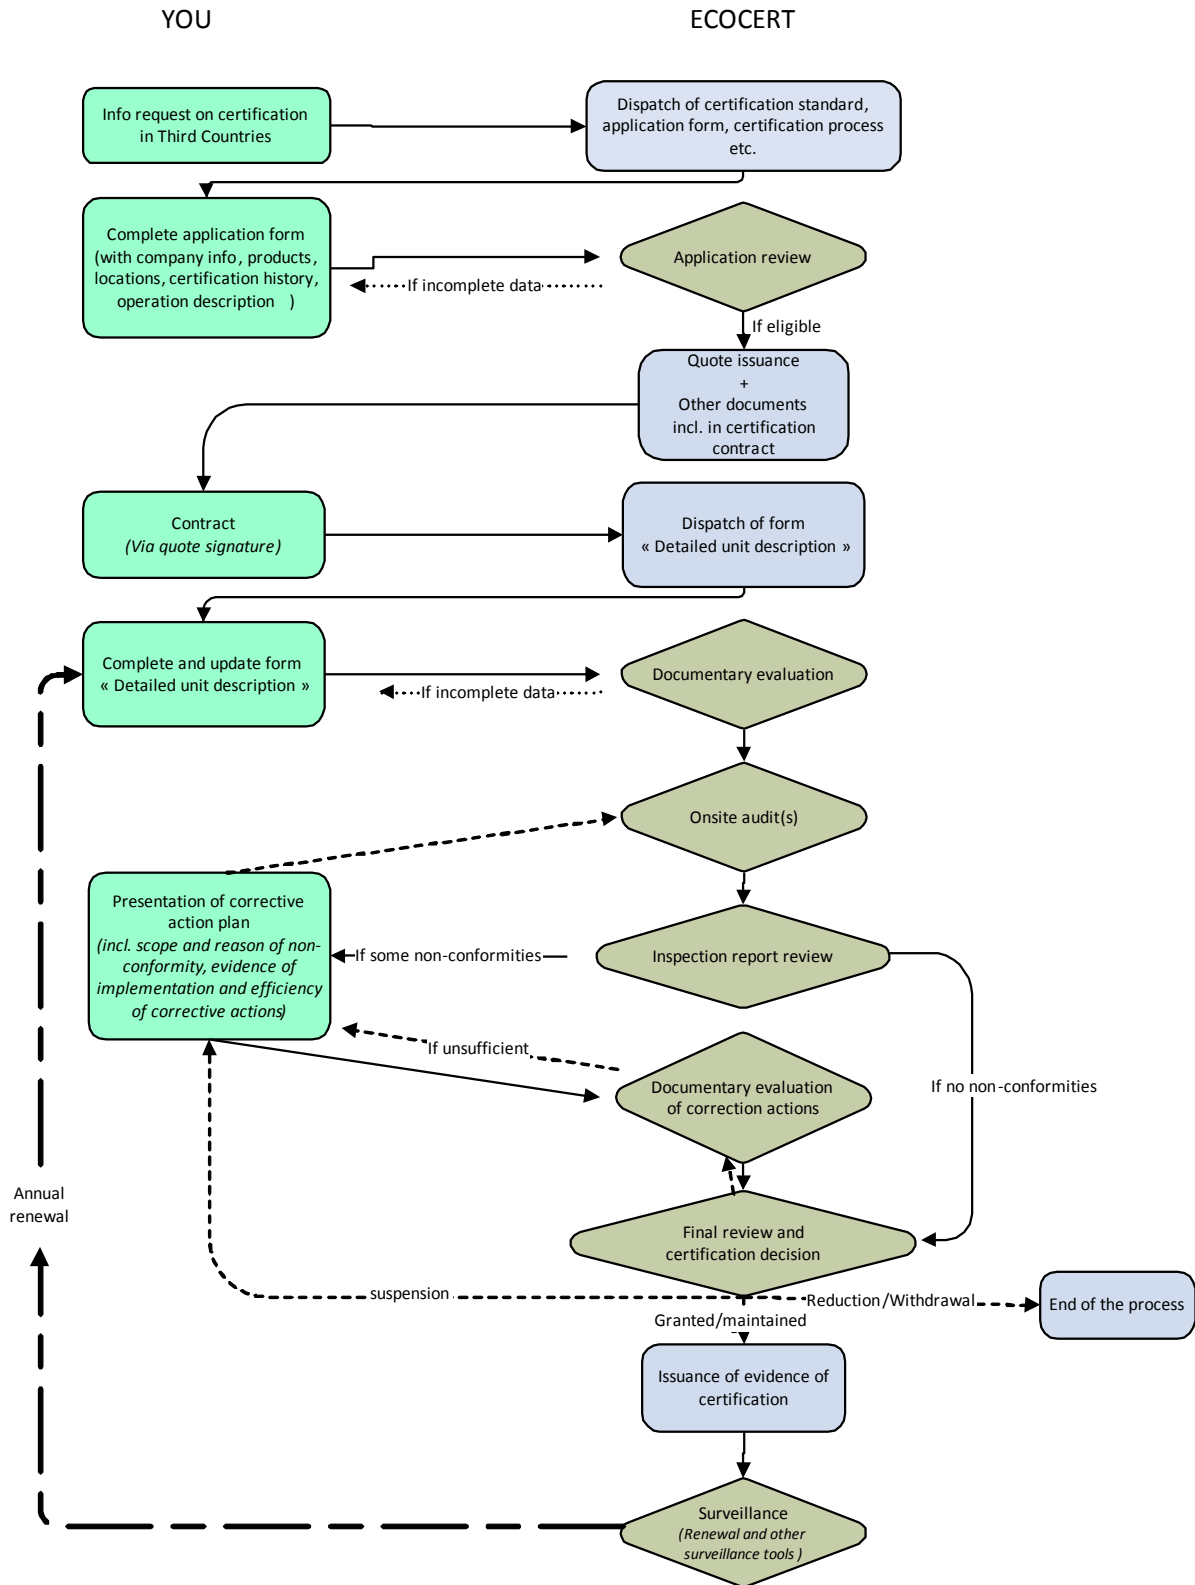 YOU
ECOCERT
Info request on certification
in Third Countries
Dispatch of certification standard,
application form, certification process
etc.
Complete application form
(with company info, products,
locations, certification history,
operation description )
Application review
If incomplete data
If eligible
Quote issuance
+
Other documents
incl. in certification
contract
Contract
(Via quote signature)
Dispatch of form
« Detailed unit description »
Complete and update form
« Detailed unit description »
Documentary evaluation
If incomplete data
Onsite audit(s)
Presentation of corrective
action plan
(incl. scope and reason of non-
conformity, evidence of
implementation and efficiency
of corrective actions)
If some non-conformities
Inspection report review
If unsufficient
Documentary evaluation
of correction actions
If no non-conformities
Annual
renewal
Final review and
certification decision
suspension
Reduction/Withdrawal
End of the process
Granted/maintained
Issuance of evidence of
certification
Surveillance
(Renewal and other
surveillance tools )